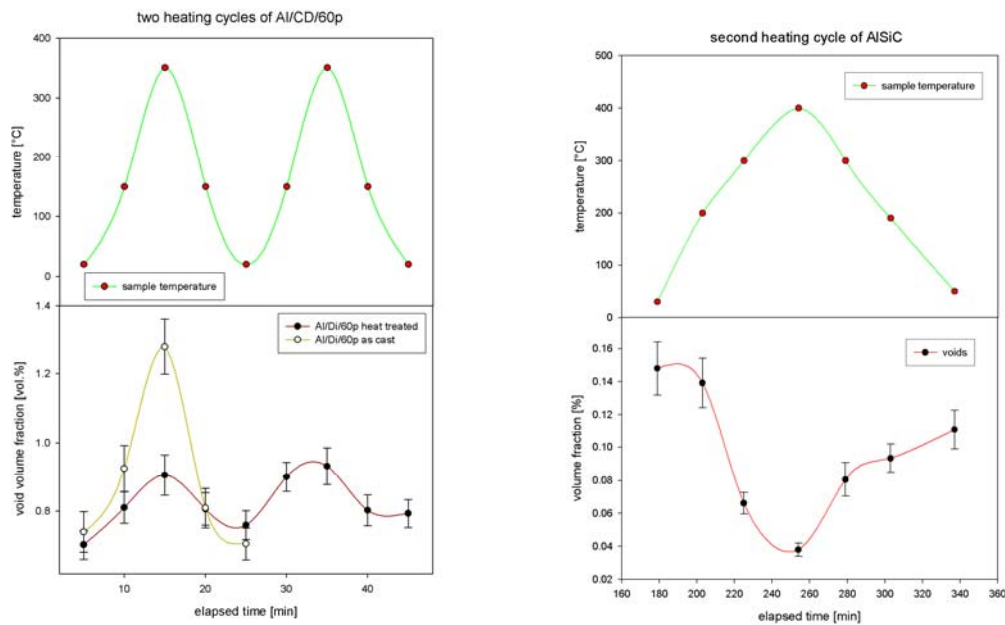 two heating cycles of Al/CD/60p
400
300
200
100
0
temperature [°C]
sample temperature
1.4
1.2
1.0
0.8
void volume fraction [vol.%]
Al/Di/60p heat treated
Al/Di/60p as cast
10
20
30
40
elapsed time [min]
second heating cycle of AlSiC
500
400
300
200
100
0
temperature [°C]
sample temperature
0.16
0.14
0.12
0.10
0.08
0.06
0.04
0.02
volume fraction [%]
voids
160
180
200
220
240
260
280
300
320
340
360
elapsed time [min]